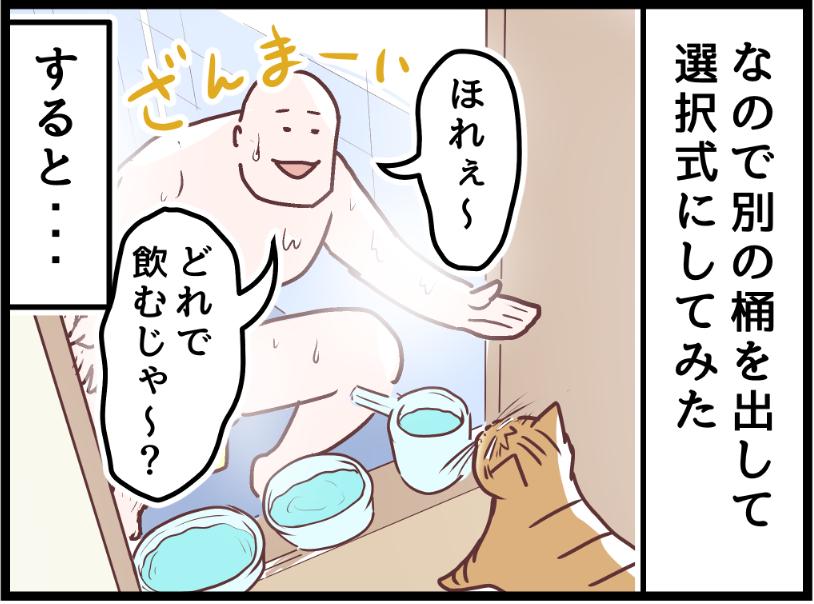 なので別の桶を出して
選択式にしてみた
ほれぇ～
ざんまーい
どれで
飲むじゃ～？
すると・・・